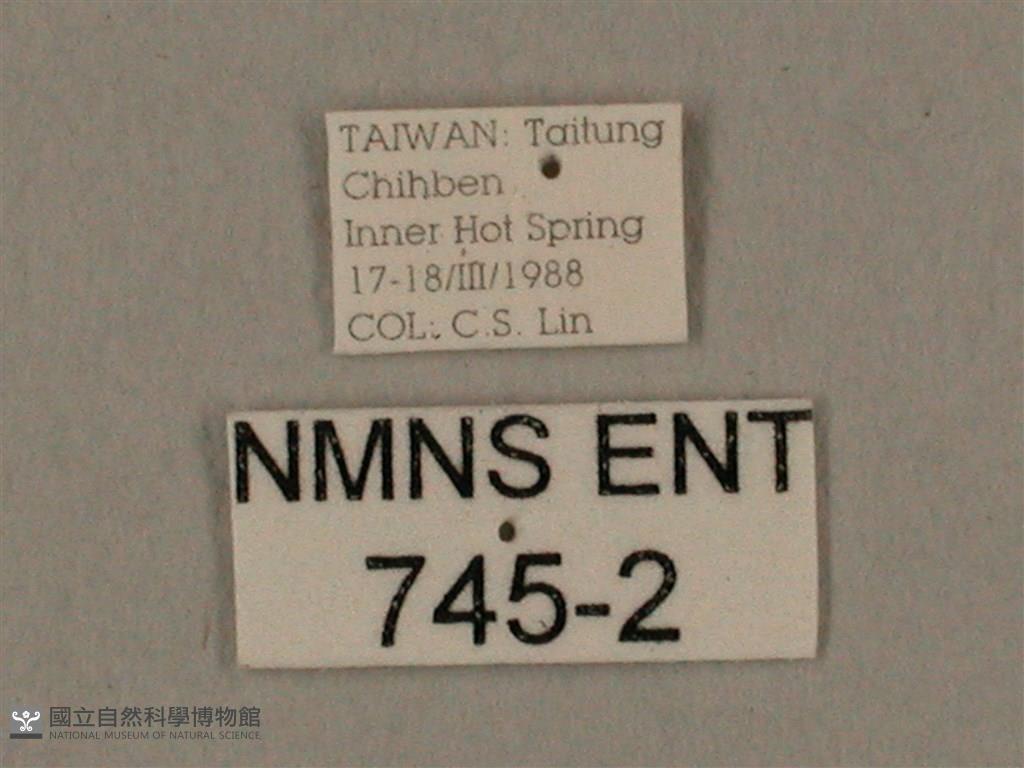 TAIWAN: Taitung
Chihben
Inner Hot Spring
17-18/III/1988
COL: C.S. Lin
NMNS ENT
745-2
國立自然科學博物館
NATIONAL MUSEUM OF NATURAL SCIENCE